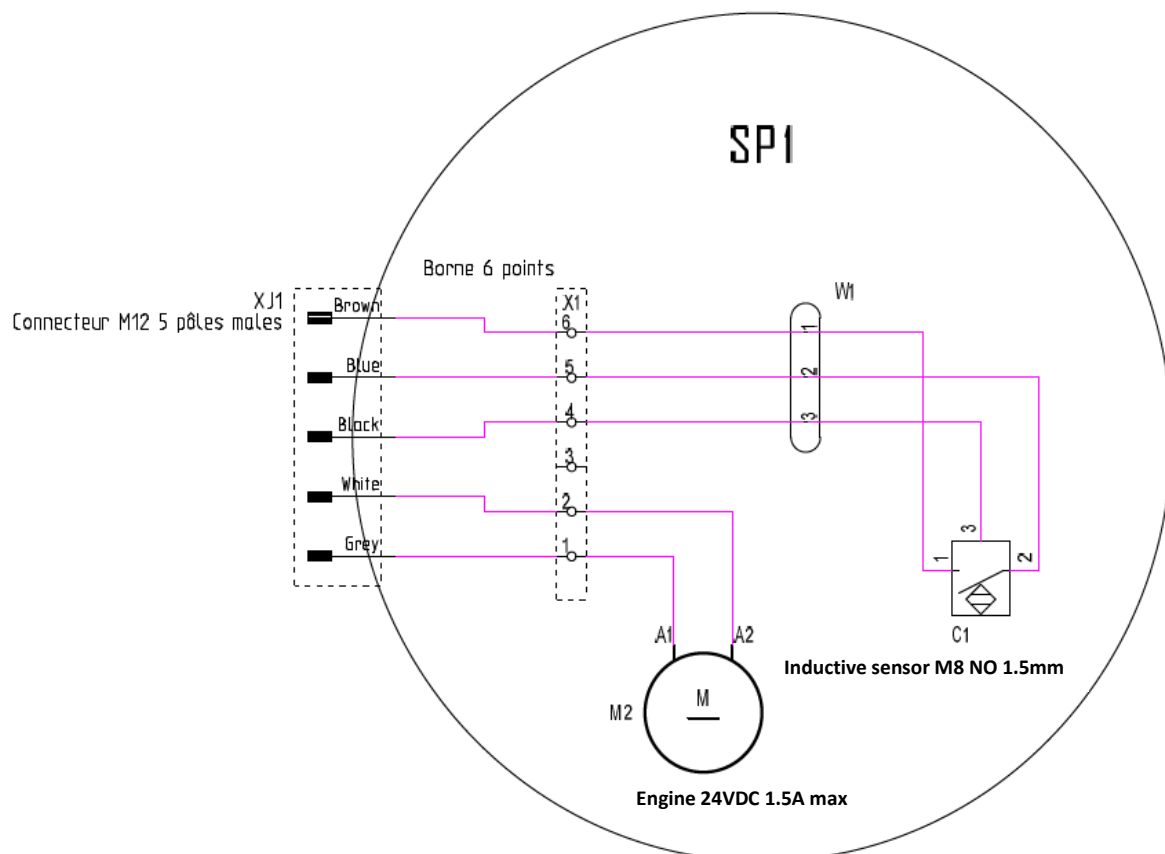 SP1
Borne 6 points
XJ1
Connecteur M12 5 pôles males
Brown
Blue
Black
White
Grey
X1
6
5
4
3
2
1
W1
1
2
3
1
3
2
C1
Inductive sensor M8 NO 1.5mm
A1
A2
M2
M
Engine 24VDC 1.5A max